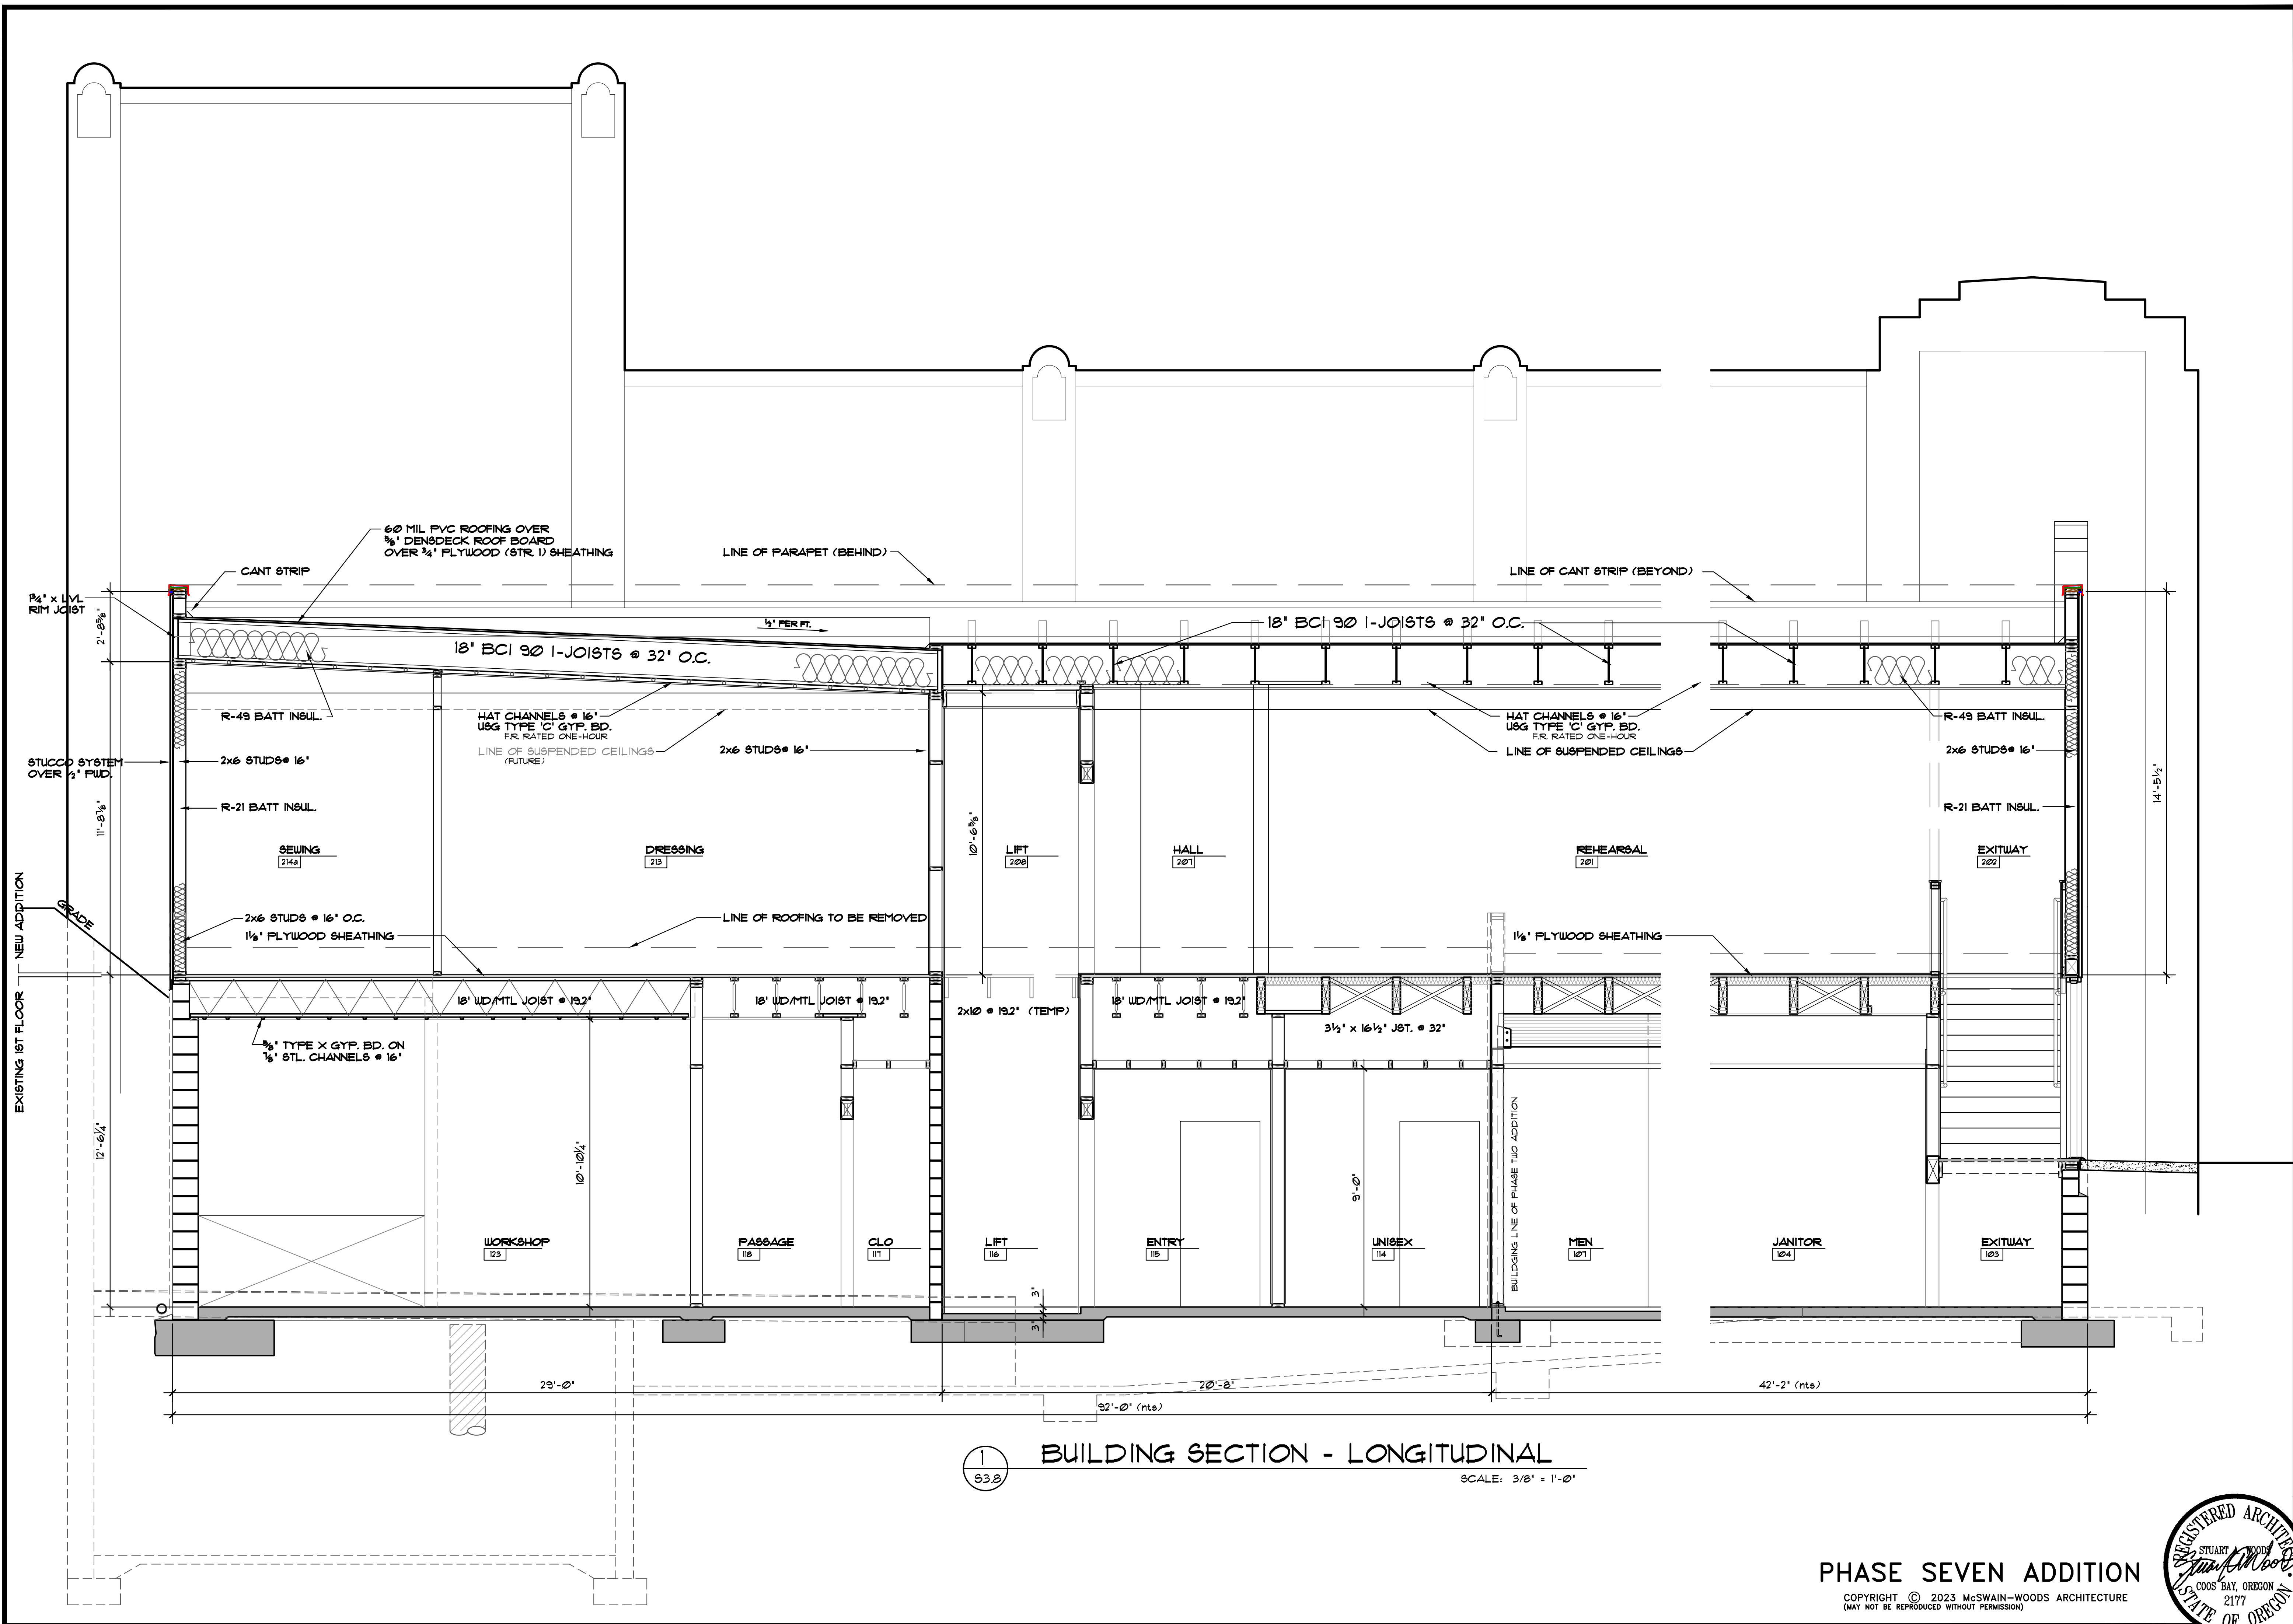 60 MIL PVC ROOFING OVER
5/8" DENSDECK ROOF BOARD
OVER 3/4" PLYWOOD (STR. 1) SHEATHING
LINE OF PARAPET (BEHIND)
CANT STRIP
LINE OF CANT STRIP (BEYOND)
1 3/4" x LVL
RIM JOIST
2'-8 5/8"
1/2" PER FT.
18" BCI 90 I-JOISTS @ 32" O.C.
18" BCI 90 I-JOISTS @ 32" O.C.
R-49 BATT INSUL.
HAT CHANNELS @ 16"
USG TYPE 'C' GYP. BD.
F.R. RATED ONE-HOUR
LINE OF SUSPENDED CEILINGS
(FUTURE)
2x6 STUDS@ 16"
HAT CHANNELS @ 16"
USG TYPE 'C' GYP. BD.
F.R. RATED ONE-HOUR
LINE OF SUSPENDED CEILINGS
R-49 BATT INSUL.
2x6 STUDS@ 16"
STUCCO SYSTEM
OVER 1/2" PWD.
2x6 STUDS@ 16"
R-21 BATT INSUL.
R-21 BATT INSUL.
11'-8 7/8"
10'-6 5/8"
14'-5 1/2"
SEWING
214a
DRESSING
213
LIFT
208
HALL
207
REHEARSAL
201
EXITWAY
202
NEW ADDITION
EXISTING 1ST FLOOR
GRADE
2x6 STUDS @ 16" O.C.
1 1/8" PLYWOOD SHEATHING
LINE OF ROOFING TO BE REMOVED
1 1/8" PLYWOOD SHEATHING
18" WD/MTL JOIST @ 19.2"
18" WD/MTL JOIST @ 19.2"
2x10 @ 19.2" (TEMP)
18" WD/MTL JOIST @ 19.2"
3 1/2" x 16 1/2" JST. @ 32"
5/8" TYPE X GYP. BD. ON
7/8" STL. CHANNELS @ 16"
12'-6 1/4"
10'-10 1/4"
9'-0"
BUILDGING LINE OF PHASE TWO ADDITION
WORKSHOP
123
PASSAGE
118
CLO
117
LIFT
116
ENTRY
115
UNISEX
114
MEN
107
JANITOR
104
EXITWAY
103
3"
3"
29'-0"
20'-8"
42'-2" (nts)
92'-0" (nts)
1
S3.8
BUILDING SECTION - LONGITUDINAL
SCALE: 3/8" = 1'-0"
PHASE SEVEN ADDITION
COPYRIGHT © 2023 McSWAIN-WOODS ARCHITECTURE
(MAY NOT BE REPRODUCED WITHOUT PERMISSION)
REGISTERED ARCHITE
STUART A. WOODS
COOS BAY, OREGON
2177
STATE OF OREGON